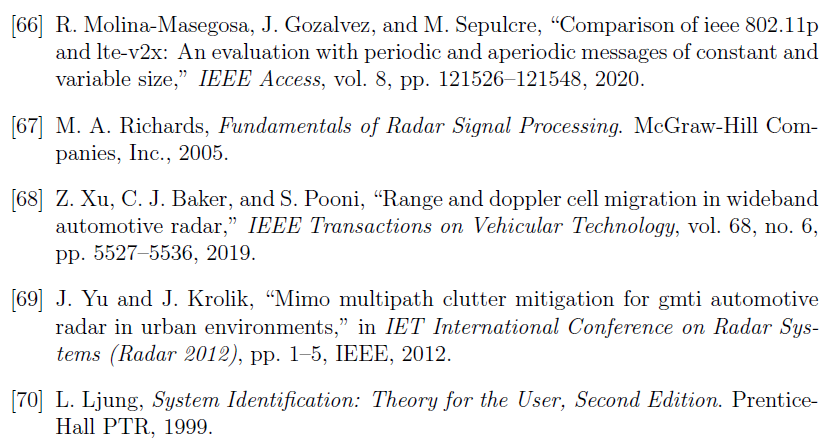 [66] R. Molina-Masegosa, J. Gozalvez, and M. Sepulcre, “Comparison of ieee 802.11p
and lte-v2x: An evaluation with periodic and aperiodic messages of constant and
variable size,” IEEE Access, vol. 8, pp. 121526–121548, 2020.
[67] M. A. Richards, Fundamentals of Radar Signal Processing. McGraw-Hill Com-
panies, Inc., 2005.
[68] Z. Xu, C. J. Baker, and S. Pooni, “Range and doppler cell migration in wideband
automotive radar,” IEEE Transactions on Vehicular Technology, vol. 68, no. 6,
pp. 5527–5536, 2019.
[69] J. Yu and J. Krolik, “Mimo multipath clutter mitigation for gmti automotive
radar in urban environments,” in IET International Conference on Radar Sys-
tems (Radar 2012), pp. 1–5, IEEE, 2012.
[70] L. Ljung, System Identification: Theory for the User, Second Edition. Prentice-
Hall PTR, 1999.